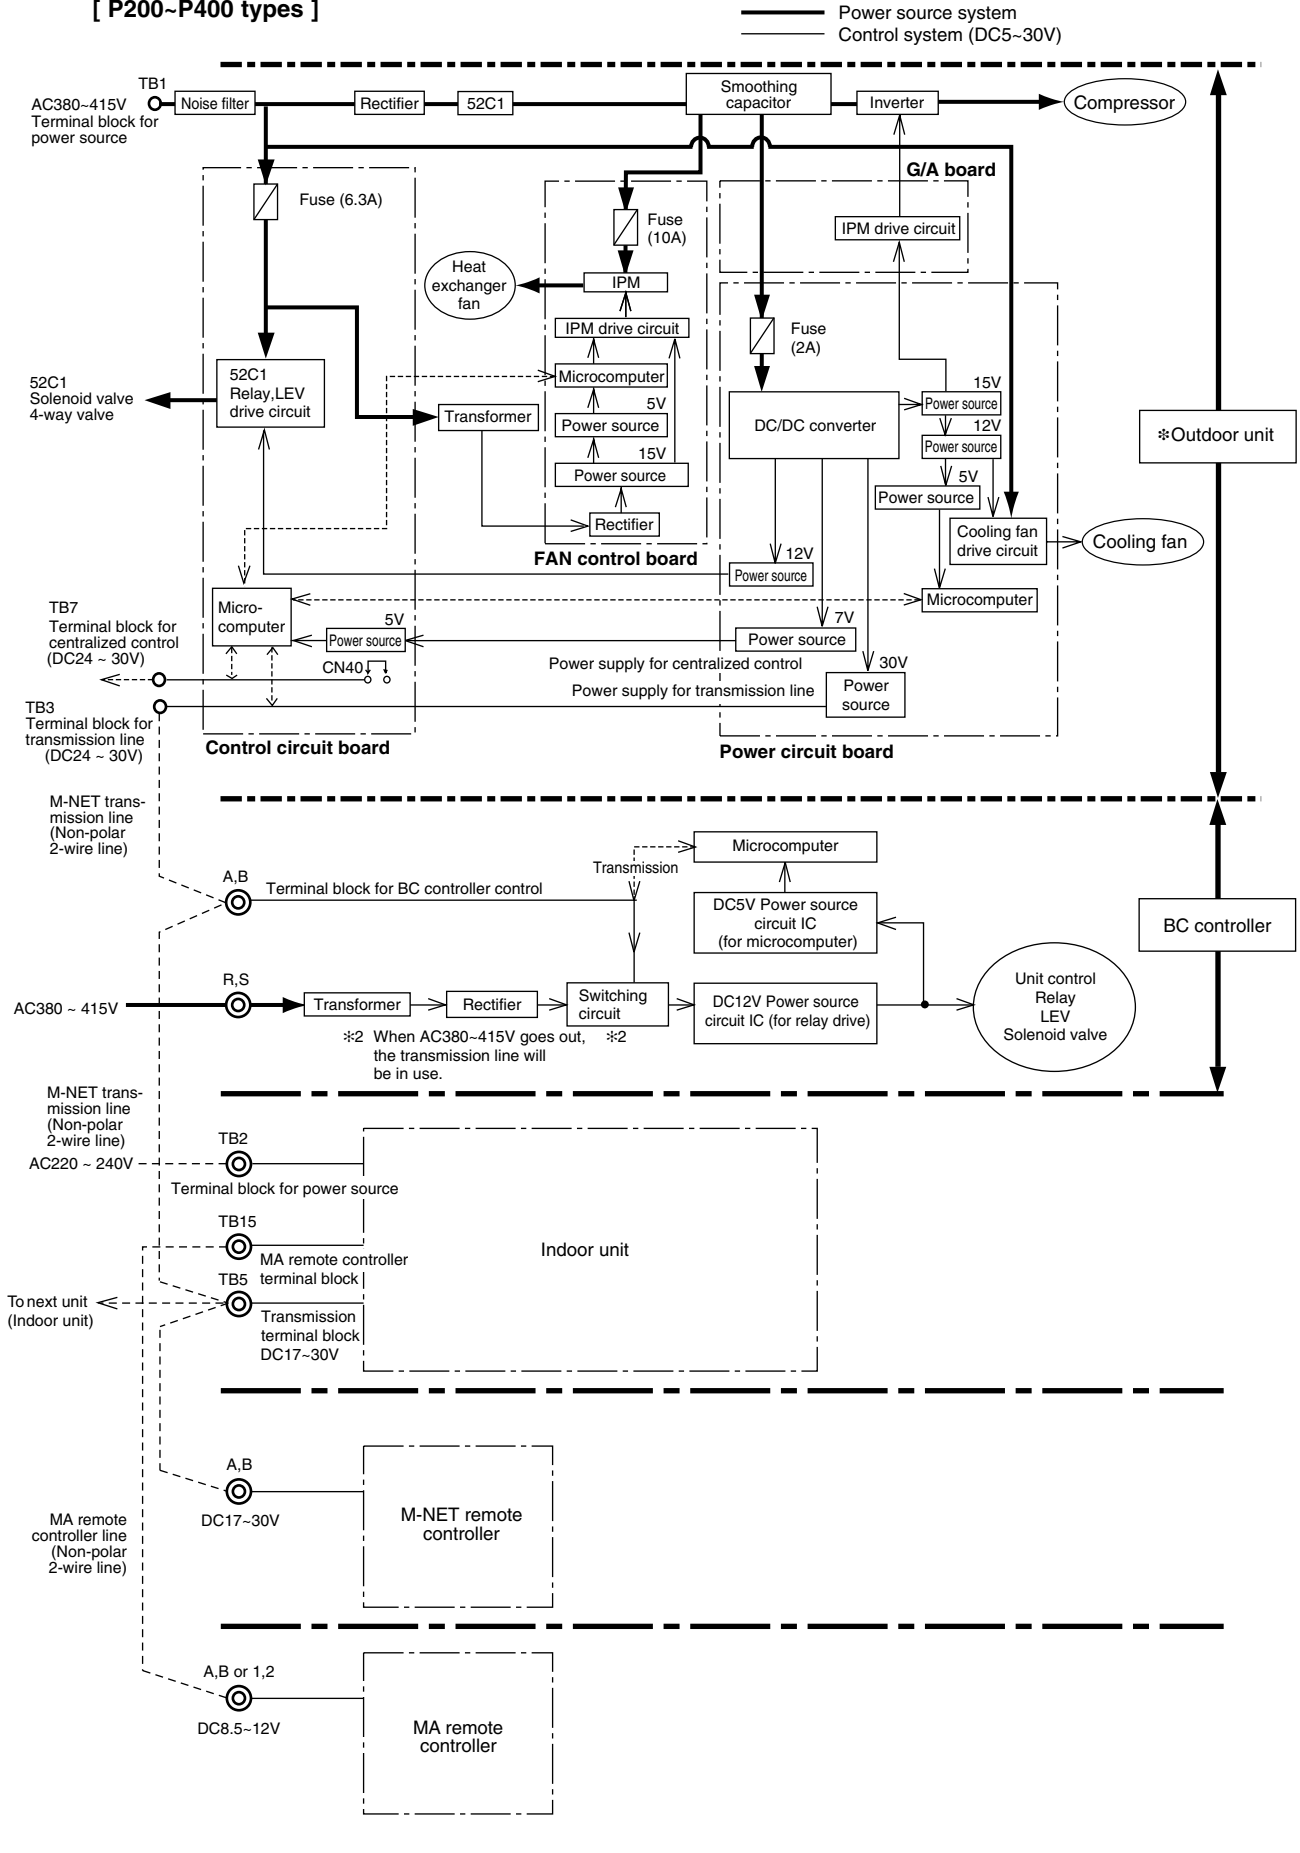 [ P200~P400 types ]
Power source system
Control system (DC5~30V)
TB1
AC380~415V
Terminal block for
power source
Noise filter
Rectifier
52C1
Smoothing
capacitor
Inverter
Compressor
G/A board
IPM drive circuit
Fuse (6.3A)
Fuse
(10A)
Heat
exchanger
fan
IPM
IPM drive circuit
Microcomputer
5V
Power source
15V
Power source
Rectifier
FAN control board
Transformer
52C1
Relay,LEV
drive circuit
52C1
Solenoid valve
4-way valve
Fuse
(2A)
DC/DC converter
15V
Power source
12V
Power source
5V
Power source
Cooling fan
drive circuit
Cooling fan
Microcomputer
12V
Power source
7V
Power source
30V
Power
source
✻Outdoor unit
TB7
Terminal block for
centralized control
(DC24 ~ 30V)
Micro-
computer
5V
Power source
CN40
Power supply for centralized control
Power supply for transmission line
TB3
Terminal block for
transmission line
(DC24 ~ 30V)
Control circuit board
Power circuit board
M-NET trans-
mission line
(Non-polar
2-wire line)
A,B
Terminal block for BC controller control
Transmission
Microcomputer
DC5V Power source
circuit IC
(for microcomputer)
BC controller
R,S
AC380 ~ 415V
Transformer
Rectifier
Switching
circuit
DC12V Power source
circuit IC (for relay drive)
Unit control
Relay
LEV
Solenoid valve
✻2 When AC380~415V goes out,
the transmission line will
be in use.
✻2
M-NET trans-
mission line
(Non-polar
2-wire line)
TB2
AC220 ~ 240V
Terminal block for power source
TB15
MA remote controller
terminal block
Indoor unit
TB5
To next unit
(Indoor unit)
Transmission
terminal block
DC17~30V
A,B
DC17~30V
M-NET remote
controller
MA remote
controller line
(Non-polar
2-wire line)
A,B or 1,2
DC8.5~12V
MA remote
controller